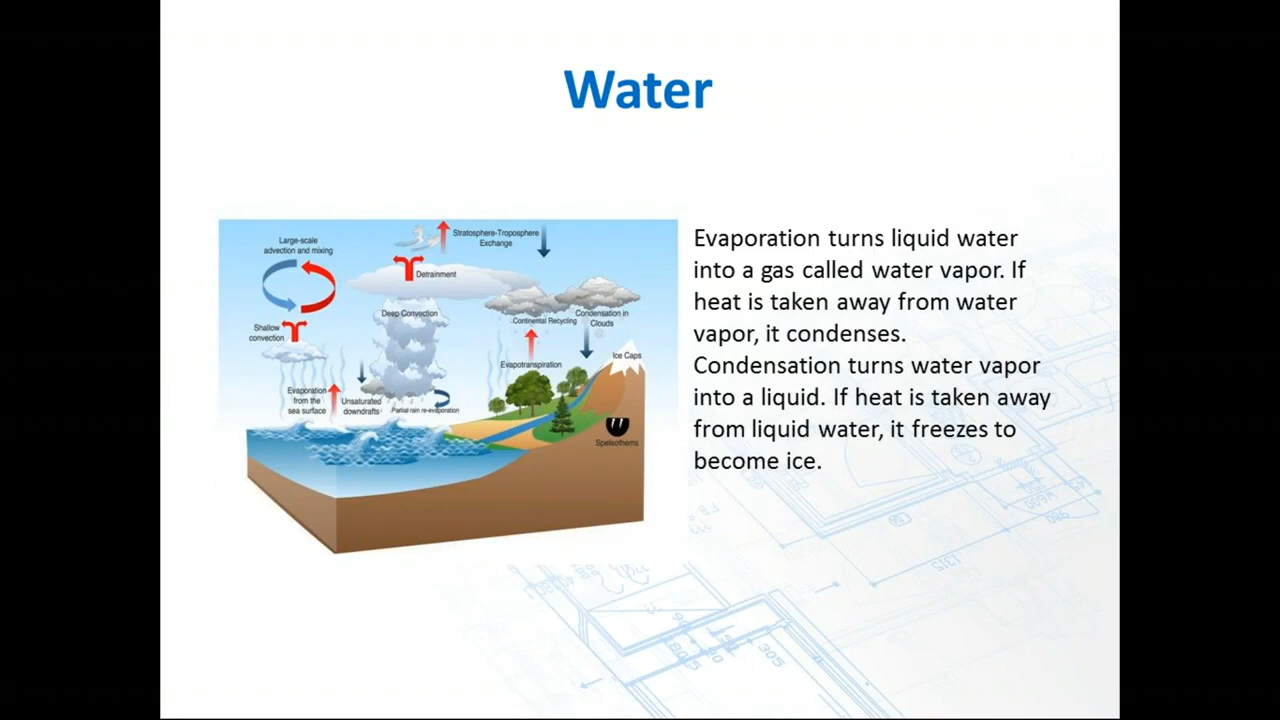 Water
Large-scale
advection and mixing
Stratosphere-Troposphere
Exchange
Detrainment
Deep Convection
Continental Recycling
Condensation in
Clouds
Shallow
convection
Ice Caps
Evapotranspiration
Evaporation
from the
sea surface
Unsaturated
downdrafts
Partial rain re-evaporation
Speleothems
Evaporation turns liquid water
into a gas called water vapor. If
heat is taken away from water
vapor, it condenses.
Condensation turns water vapor
into a liquid. If heat is taken away
from liquid water, it freezes to
become ice.
1315
305